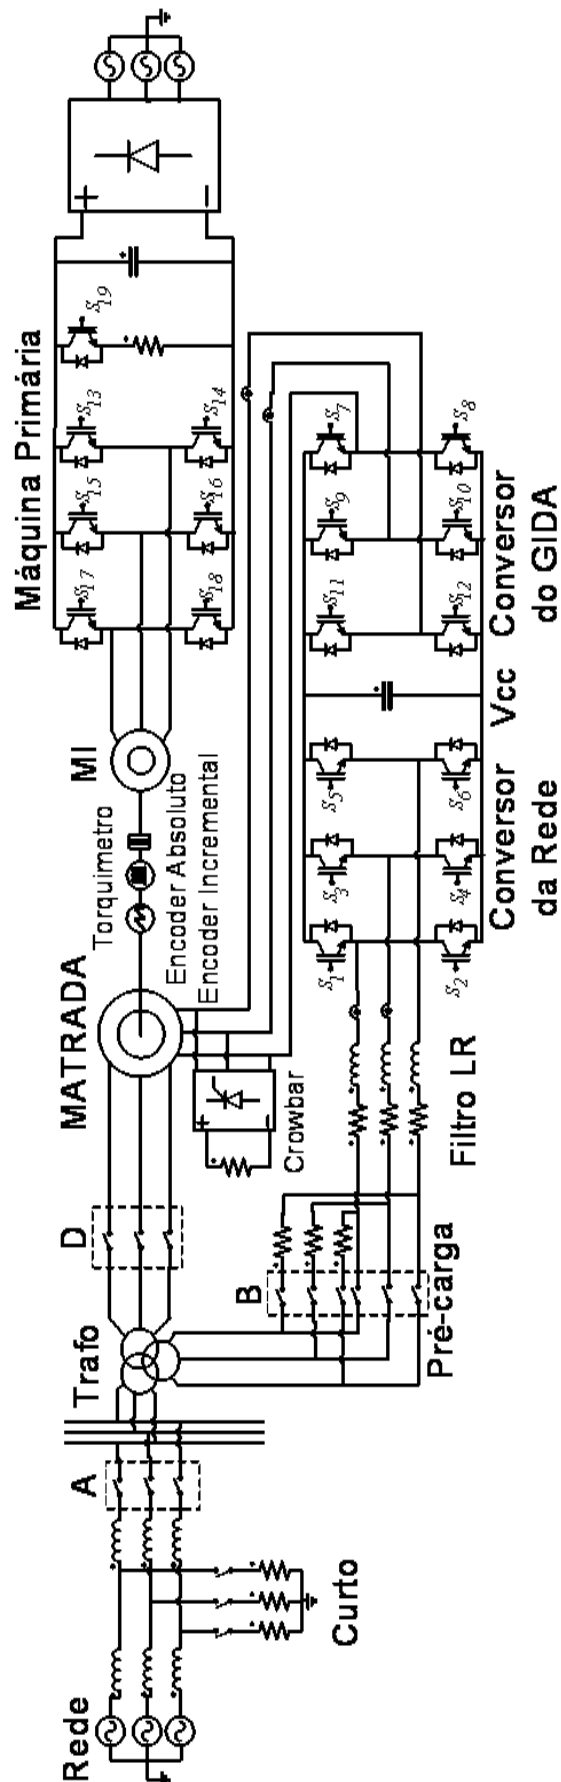 Rede
Curto
A
Trafo
D
B
Pré-carga
MATRADA
Torquimetro
Encoder Absoluto
Encoder Incremental
Crowbar
Filtro LR
MI
Máquina Primária
S17
S15
S13
S19
S18
S16
S14
S1
S3
S5
S11
S9
S7
S2
S4
S6
S12
S10
S8
Conversor
da Rede
Vcc
Conversor
do GIDA
+
−
+
−